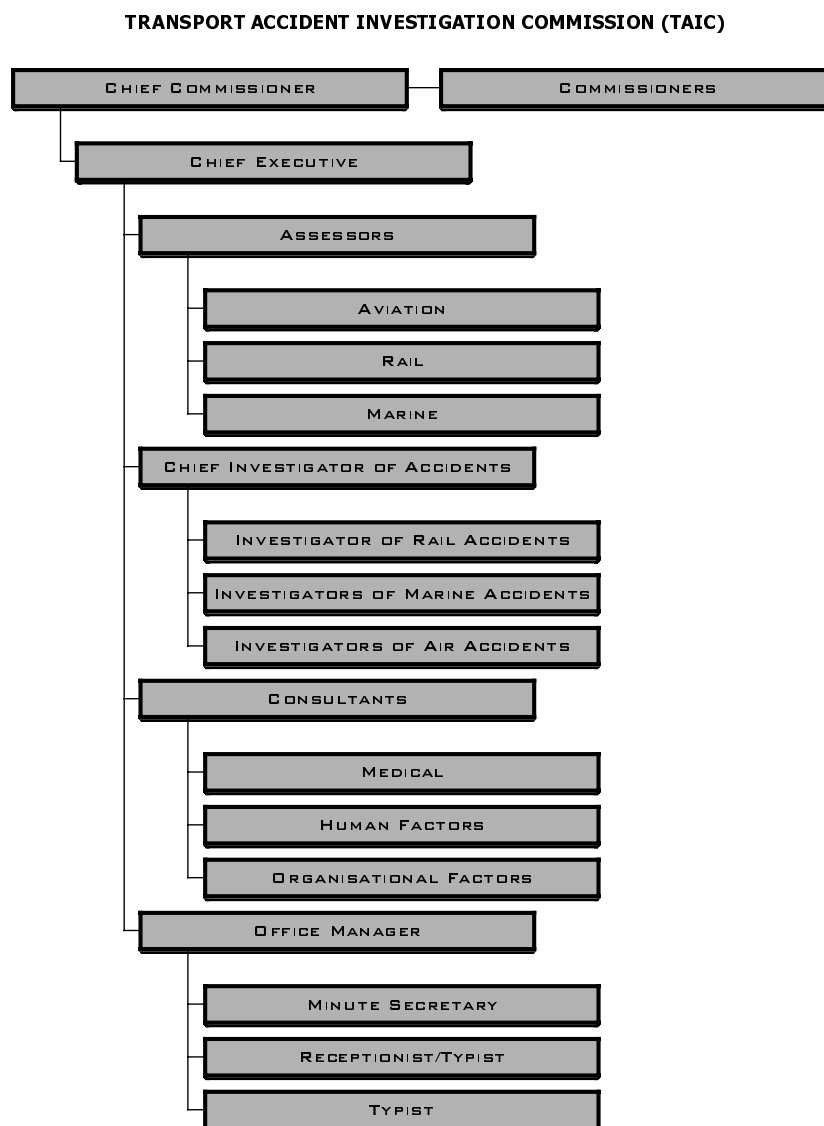 TRANSPORT ACCIDENT INVESTIGATION COMMISSION (TAIC)
CHIEF COMMISSIONER
COMMISSIONERS
CHIEF EXECUTIVE
ASSESSORS
AVIATION
RAIL
MARINE
CHIEF INVESTIGATOR OF ACCIDENTS
INVESTIGATOR OF RAIL ACCIDENTS
INVESTIGATORS OF MARINE ACCIDENTS
INVESTIGATORS OF AIR ACCIDENTS
CONSULTANTS
MEDICAL
HUMAN FACTORS
ORGANISATIONAL FACTORS
OFFICE MANAGER
MINUTE SECRETARY
RECEPTIONIST/TYPIST
TYPIST